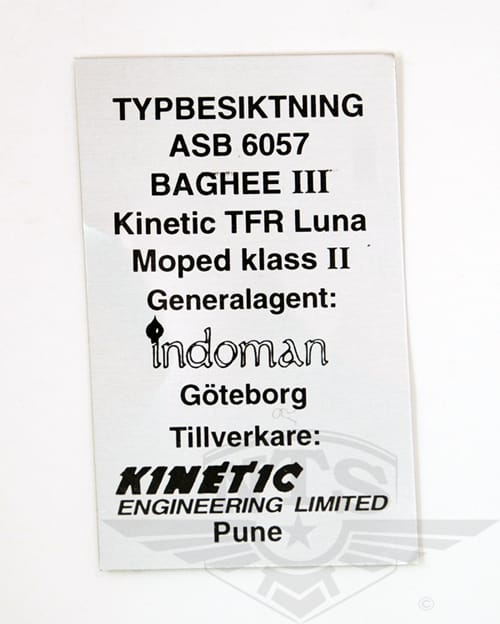 TYPBESIKTNING
ASB 6057
BAGHEE III
Kinetic TFR Luna
Moped klass II
Generalagent:
indoman
Göteborg
Tillverkare:
KINETIC
ENGINEERING LIMITED
Pune
©